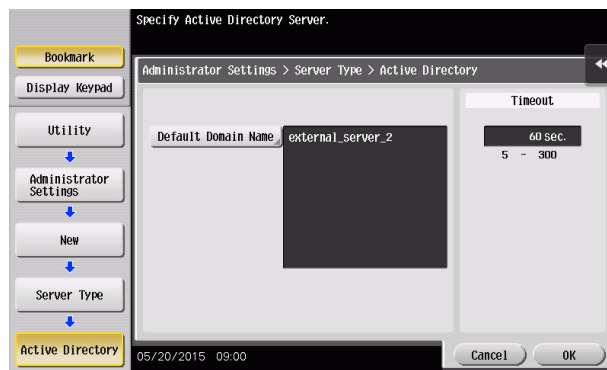 Specify Active Directory Server.
Bookmark
Display Keypad
Utility
Administrator
Settings
New
Server Type
Active Directory
Administrator Settings > Server Type > Active Directory
Default Domain Name
external_server_2
Timeout
60 sec.
5 - 300
05/20/2015 09:00
Cancel
OK